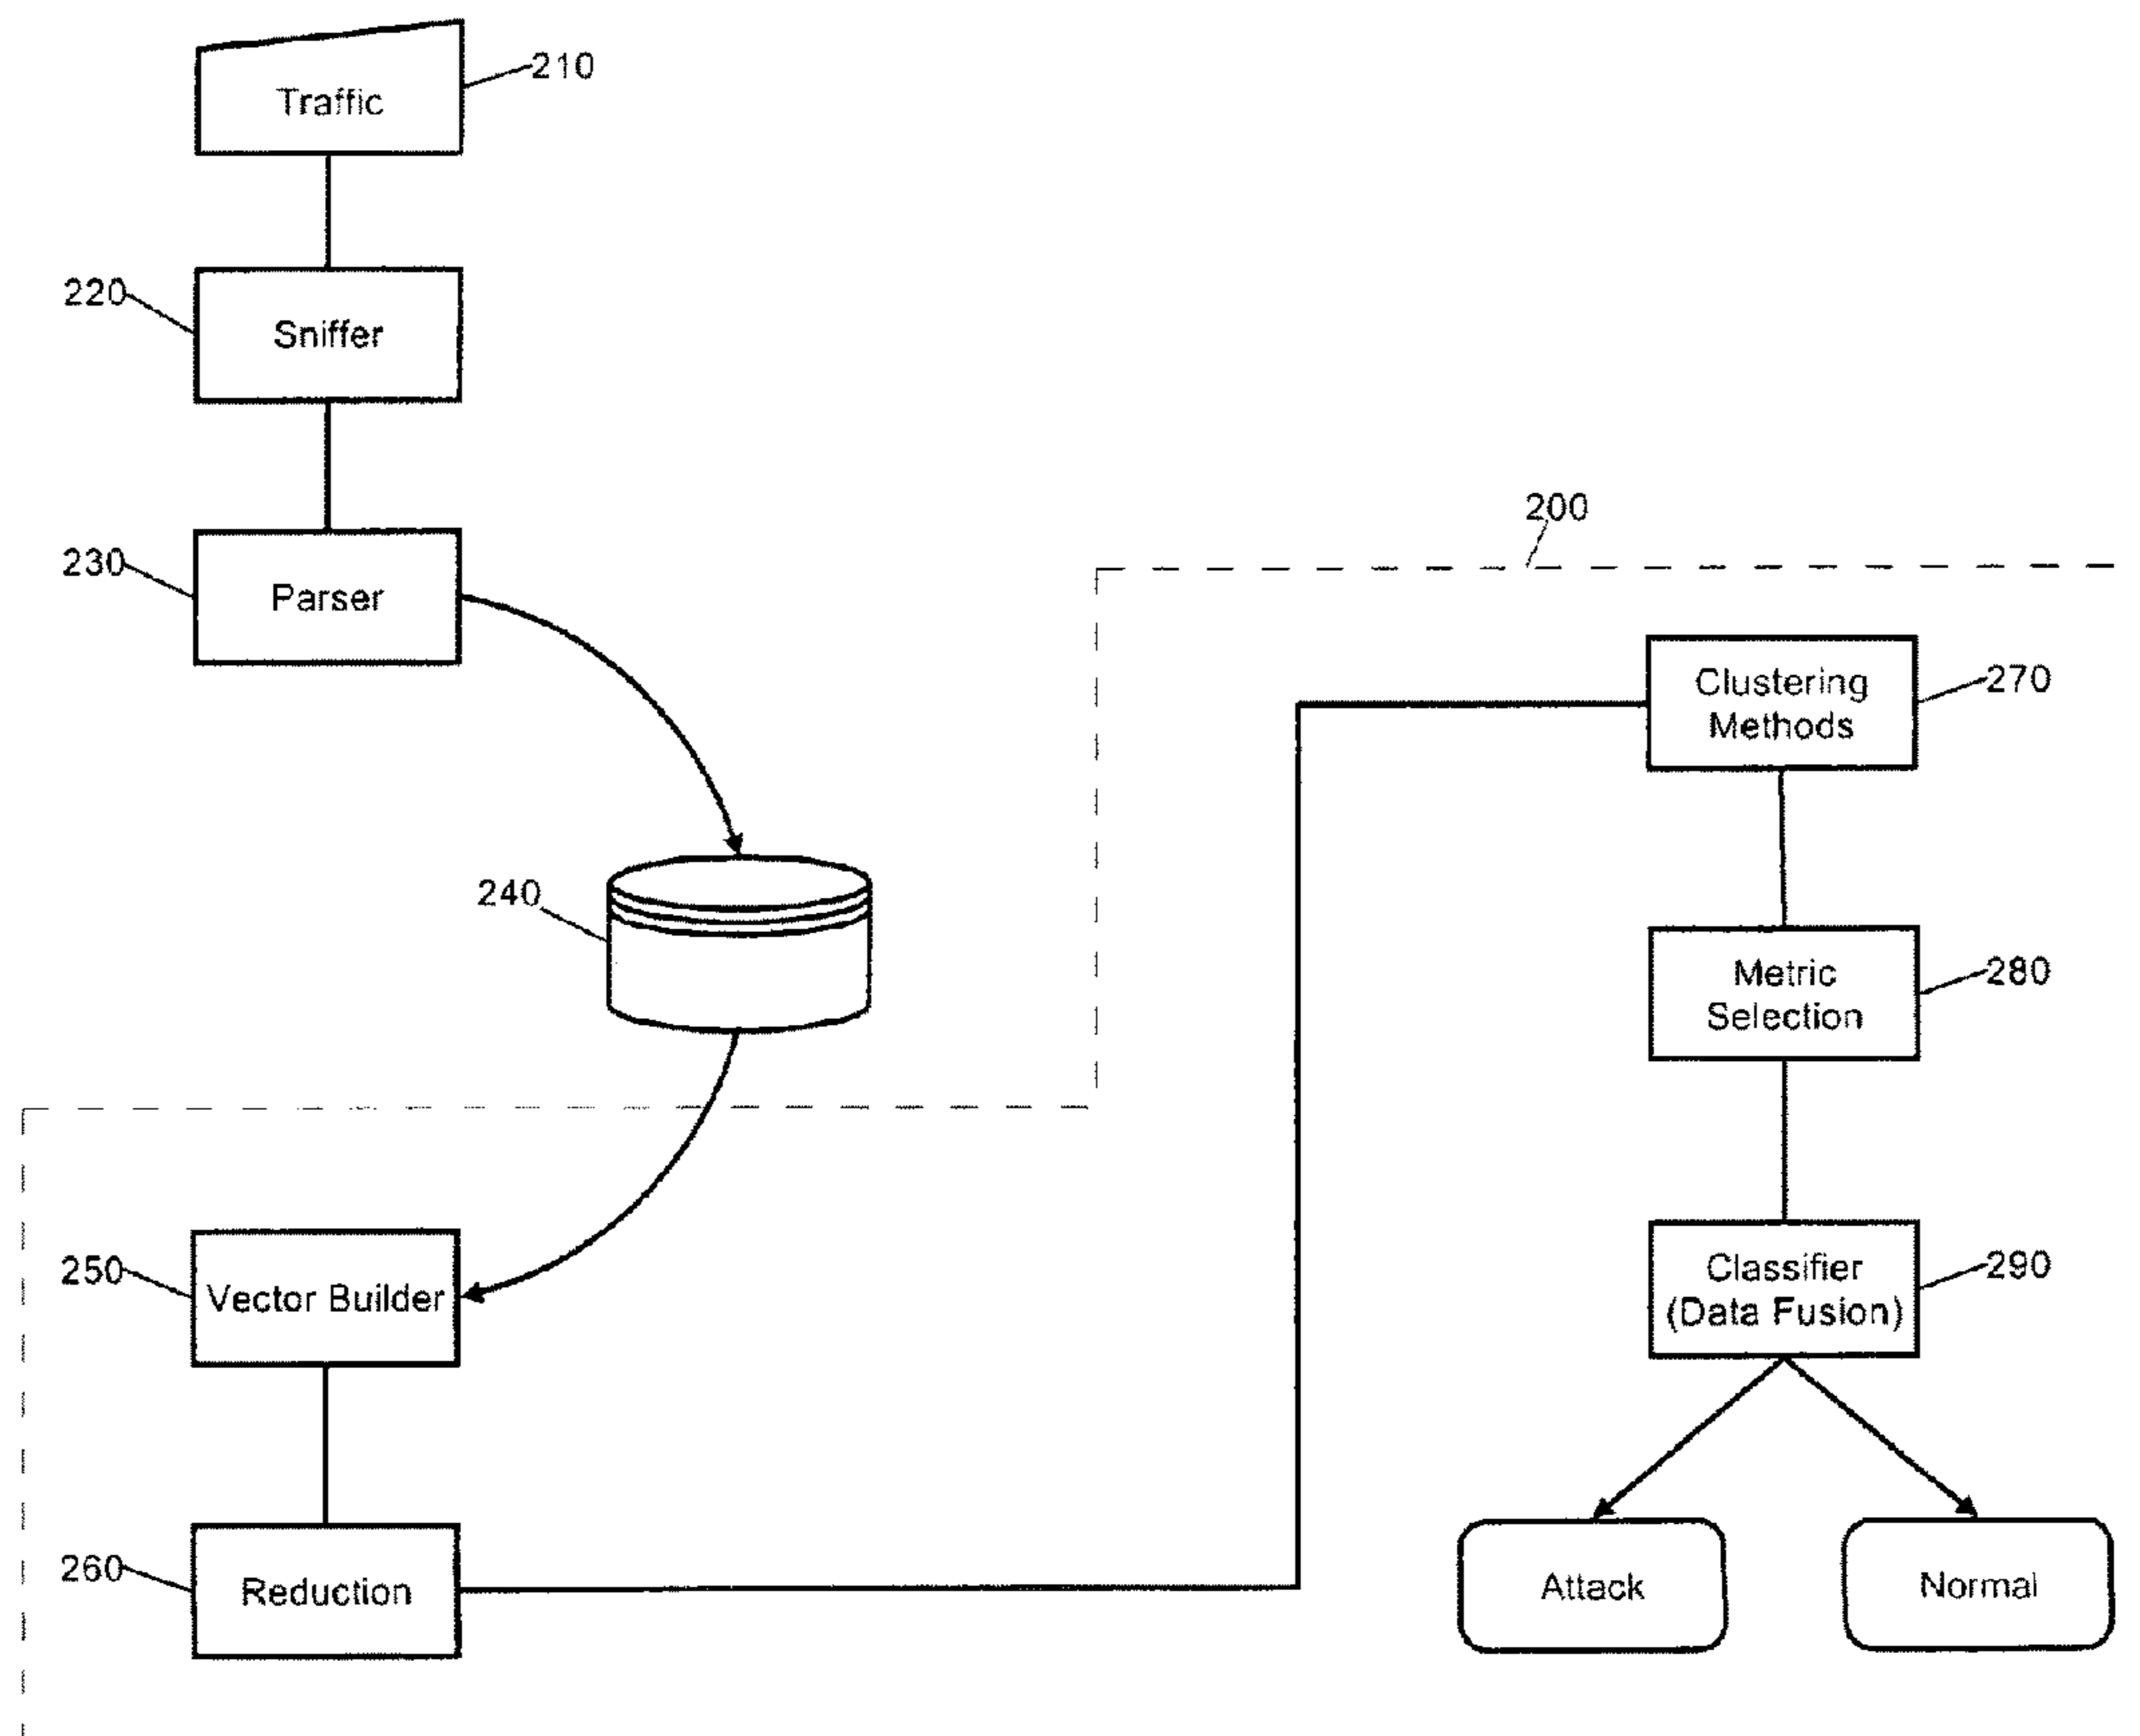 210
Traffic
220
Sniffer
230
Parser
240
200
250
Vector Builder
260
Reduction
Clustering
Methods
270
Metric
Selection
280
Classifier
(Data Fusion)
290
Attack
Normal